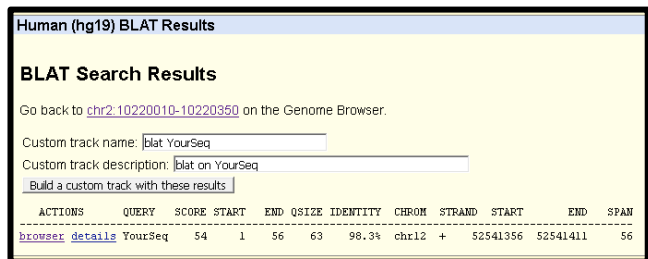 Human (hg19) BLAT Results
BLAT Search Results
Go back to chr2:10220010-10220350 on the Genome Browser.
Custom track name: blat YourSeq
Custom track description: blat on YourSeq
Build a custom track with these results
ACTIONS QUERY SCORE START END QSIZE IDENTITY CHROM STRAND START END SPAN
browser details YourSeq 54 1 56 63 98.3% chr12 + 52541356 52541411 56